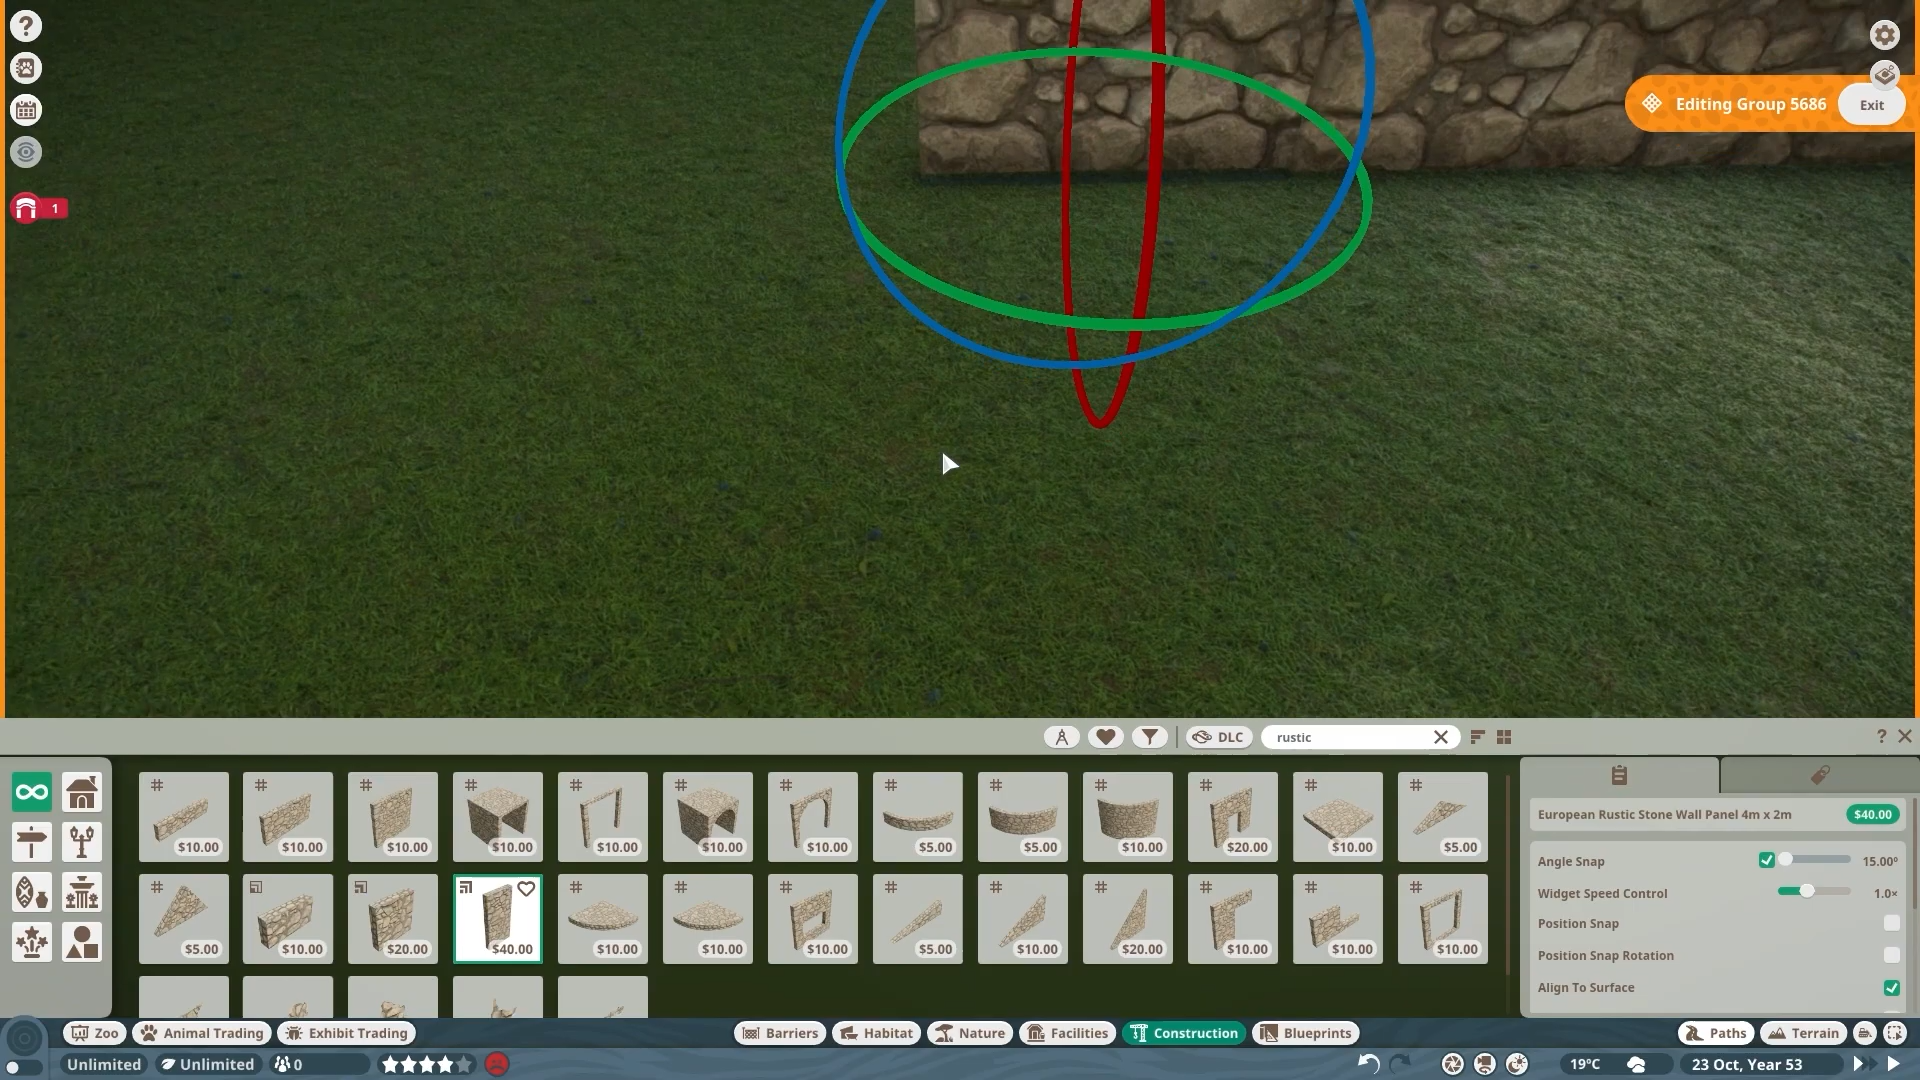 ?
Editing Group 5686 Exit
1
DLC rustic ?
$10.00 $10.00 $10.00 $10.00 $10.00 $10.00 $10.00 $5.00 $5.00 $10.00 $20.00 $10.00 $5.00
$5.00 $10.00 $20.00 $40.00 $10.00 $10.00 $10.00 $5.00 $10.00 $20.00 $10.00 $10.00 $10.00
European Rustic Stone Wall Panel 4m x 2m $40.00
Angle Snap 15.00°
Widget Speed Control 1.0×
Position Snap
Position Snap Rotation
Align To Surface
Zoo Animal Trading Exhibit Trading Barriers Habitat Nature Facilities Construction Blueprints Paths Terrain
Unlimited Unlimited 0 19°C 23 Oct, Year 53